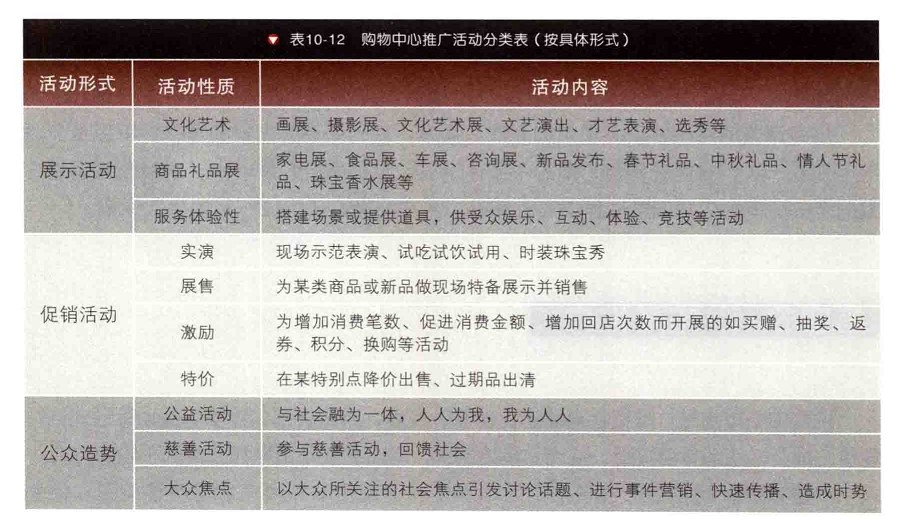 表10-12 购物中心推广活动分类表（按具体形式）
活动形式 活动性质 活动内容
展示活动
文化艺术 画展、摄影展、文化艺术展、文艺演出、才艺表演、选秀等
商品礼品展 家电展、食品展、车展、咨询展、新品发布、春节礼品、中秋礼品、情人节礼
品、珠宝香水展等
服务体验性 搭建场景或提供道具，供受众娱乐、互动、体验、竞技等活动
促销活动
实演 现场示范表演、试吃试饮试用、时装珠宝秀
展售 为某类商品或新品做现场特备展示并销售
激励 为增加消费笔数、促进消费金额、增加回店次数而开展的如买赠、抽奖、返
券、积分、换购等活动
特价 在某特别点降价出售、过期品出清
公众造势
公益活动 与社会融为一体，人人为我，我为人人
慈善活动 参与慈善活动，回馈社会
大众焦点 以大众所关注的社会焦点引发讨论话题、进行事件营销、快速传播、造成时势